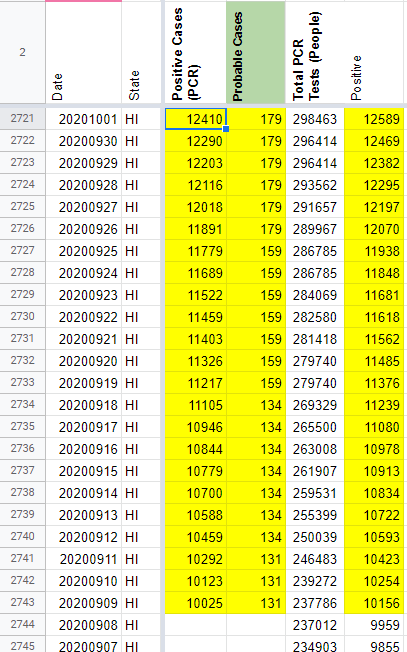 2 Date State Positive Cases (PCR) Probable Cases Total PCR Tests (People) Positive
2721 20201001 HI 12410 179 298463 12589
2722 20200930 HI 12290 179 296414 12469
2723 20200929 HI 12203 179 296414 12382
2724 20200928 HI 12116 179 293562 12295
2725 20200927 HI 12018 179 291657 12197
2726 20200926 HI 11891 179 289967 12070
2727 20200925 HI 11779 159 286785 11938
2728 20200924 HI 11689 159 286785 11848
2729 20200923 HI 11522 159 284069 11681
2730 20200922 HI 11459 159 282580 11618
2731 20200921 HI 11403 159 281418 11562
2732 20200920 HI 11326 159 279740 11485
2733 20200919 HI 11217 159 279740 11376
2734 20200918 HI 11105 134 269329 11239
2735 20200917 HI 10946 134 265500 11080
2736 20200916 HI 10844 134 263008 10978
2737 20200915 HI 10779 134 261907 10913
2738 20200914 HI 10700 134 259531 10834
2739 20200913 HI 10588 134 255399 10722
2740 20200912 HI 10459 134 250039 10593
2741 20200911 HI 10292 131 246483 10423
2742 20200910 HI 10123 131 239272 10254
2743 20200909 HI 10025 131 237786 10156
2744 20200908 HI 237012 9959
2745 20200907 HI 234903 9855